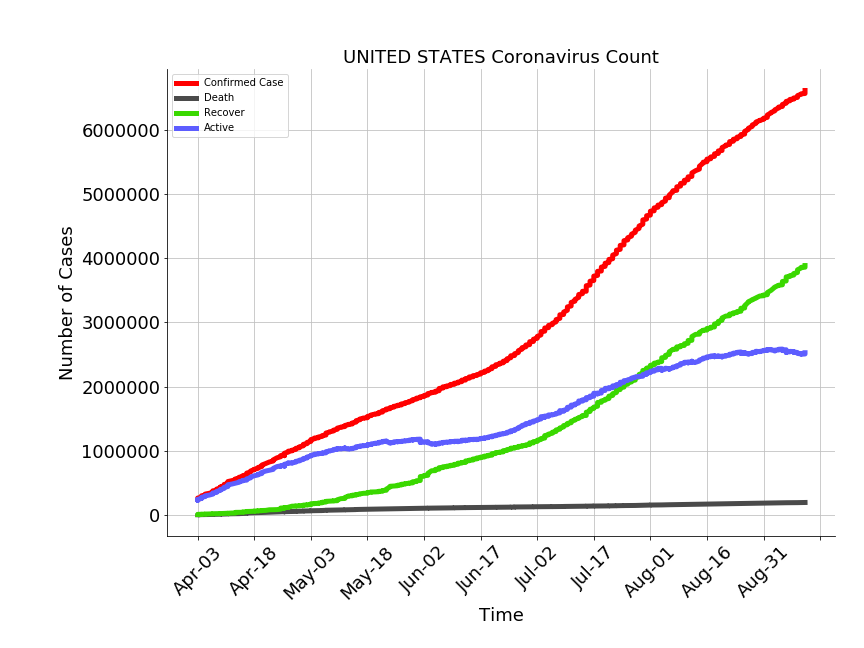 UNITED STATES Coronavirus Count
Confirmed Case
Death
Recover
Active
Number of Cases
6000000
5000000
4000000
3000000
2000000
1000000
0
Apr-03
Apr-18
May-03
May-18
Jun-02
Jun-17
Jul-02
Jul-17
Aug-01
Aug-16
Aug-31
Time